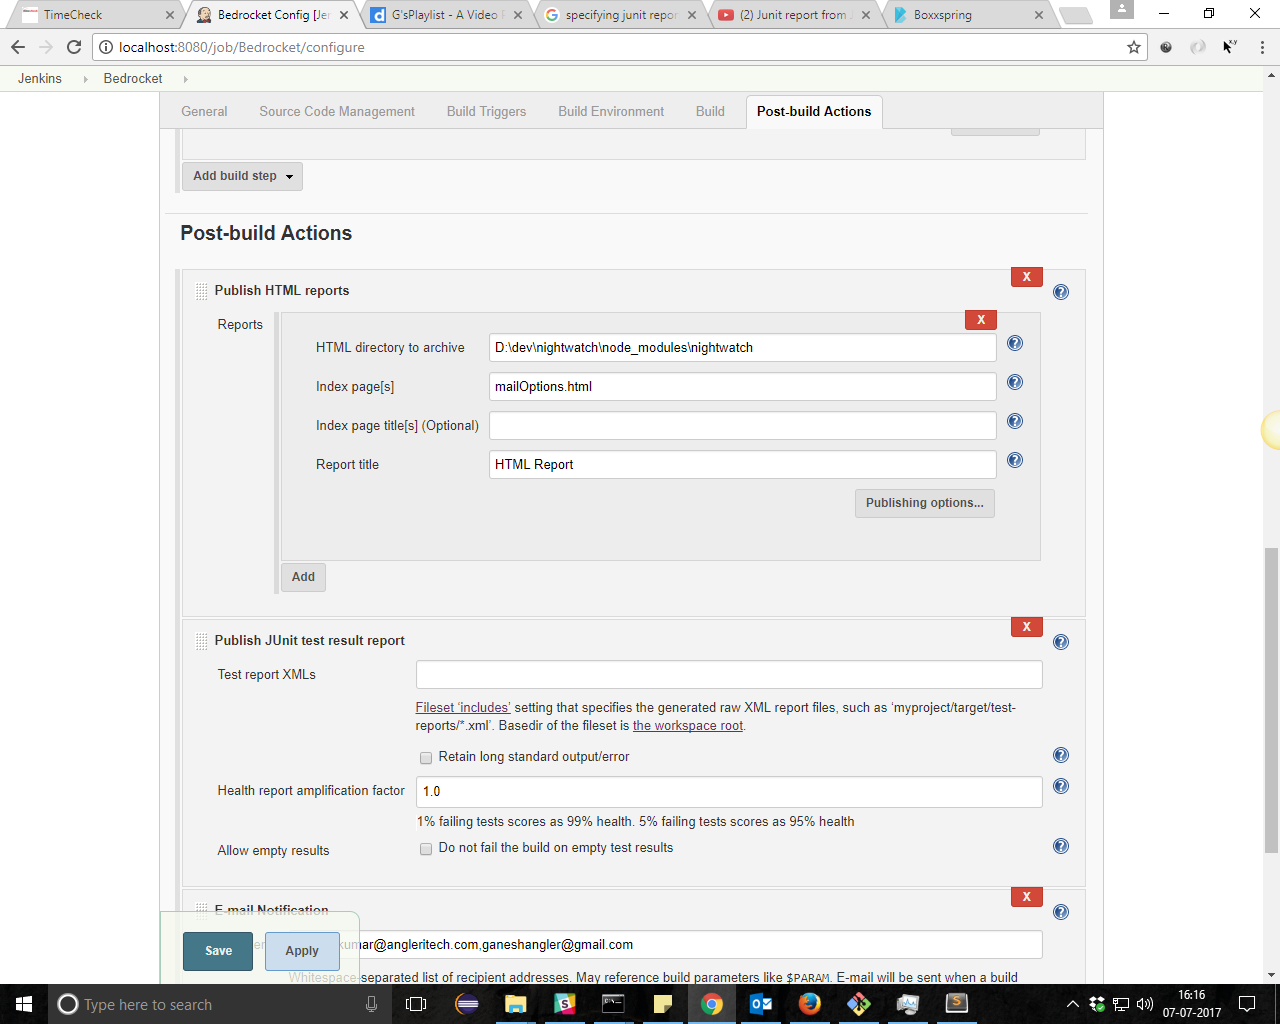 TimeCheck
Bedrocket Config [Jen
G'sPlaylist - A Video P
specifying junit repor
(2) Junit report from J
Boxxspring
localhost:8080/job/Bedrocket/configure
Jenkins
Bedrocket
General
Source Code Management
Build Triggers
Build Environment
Build
Post-build Actions
Add build step
Post-build Actions
X
Publish HTML reports
Reports
X
HTML directory to archive
D:\dev\nightwatch\node_modules\nightwatch
Index page[s]
mailOptions.html
Index page title[s] (Optional)
Report title
HTML Report
Publishing options...
Add
X
Publish JUnit test result report
Test report XMLs
Fileset 'includes' setting that specifies the generated raw XML report files, such as 'myproject/target/test-
reports/*.xml'. Basedir of the fileset is the workspace root.
Retain long standard output/error
Health report amplification factor
1.0
1% failing tests scores as 99% health. 5% failing tests scores as 95% health
Allow empty results
Do not fail the build on empty test results
X
E-mail Notification
kumar@angleritech.com,ganeshangler@gmail.com
Save
Apply
Whitespace-separated list of recipient addresses. May reference build parameters like $PARAM. E-mail will be sent when a build
Type here to search
16:16
07-07-2017